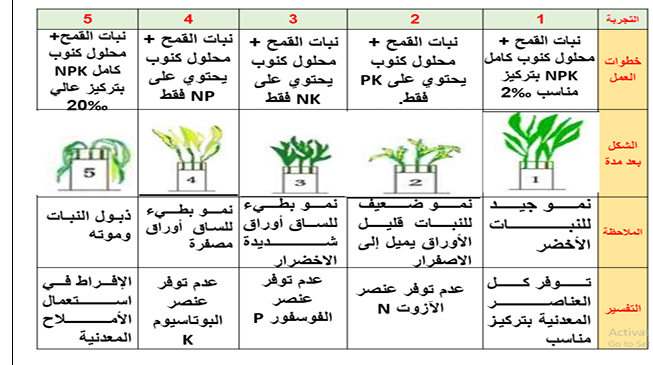 التجربة 1 2 3 4 5
خطوات
العمل
نبات القمح +
محلول كنوب كامل
NPK بتركيز
مناسب 2‰
نبات القمح +
محلول كنوب
يحتوي على PK
فقط.
نبات القمح +
محلول كنوب
يحتوي على
NK فقط
نبات القمح +
محلول كنوب
يحتوي على
NP فقط
نبات القمح+
محلول كنوب
كامل NPK
بتركيز عالي
20‰
الشكل
بعد مدة
1
2
3
4
5
الملاحظة
نمو جيد
للنبات
الأخضر
نمو ضعيف
للنبات قليل
الأوراق يميل إلى
الاصفرار
نمو بطيء
للساق أوراق
شديدة
الاخضرار
نمو بطيء
للساق أوراق
مصفرة
ذبول النبات
وموته
التفسير
توفر كل
العناصر
المعدنية بتركيز
مناسب
عدم توفر عنصر
الآزوت N
عدم توفر
عنصر
الفوسفور P
عدم توفر
عنصر
البوتاسيوم
K
الإفراط في
استعمال
الأملاح
المعدنية
Activat
Go to Se